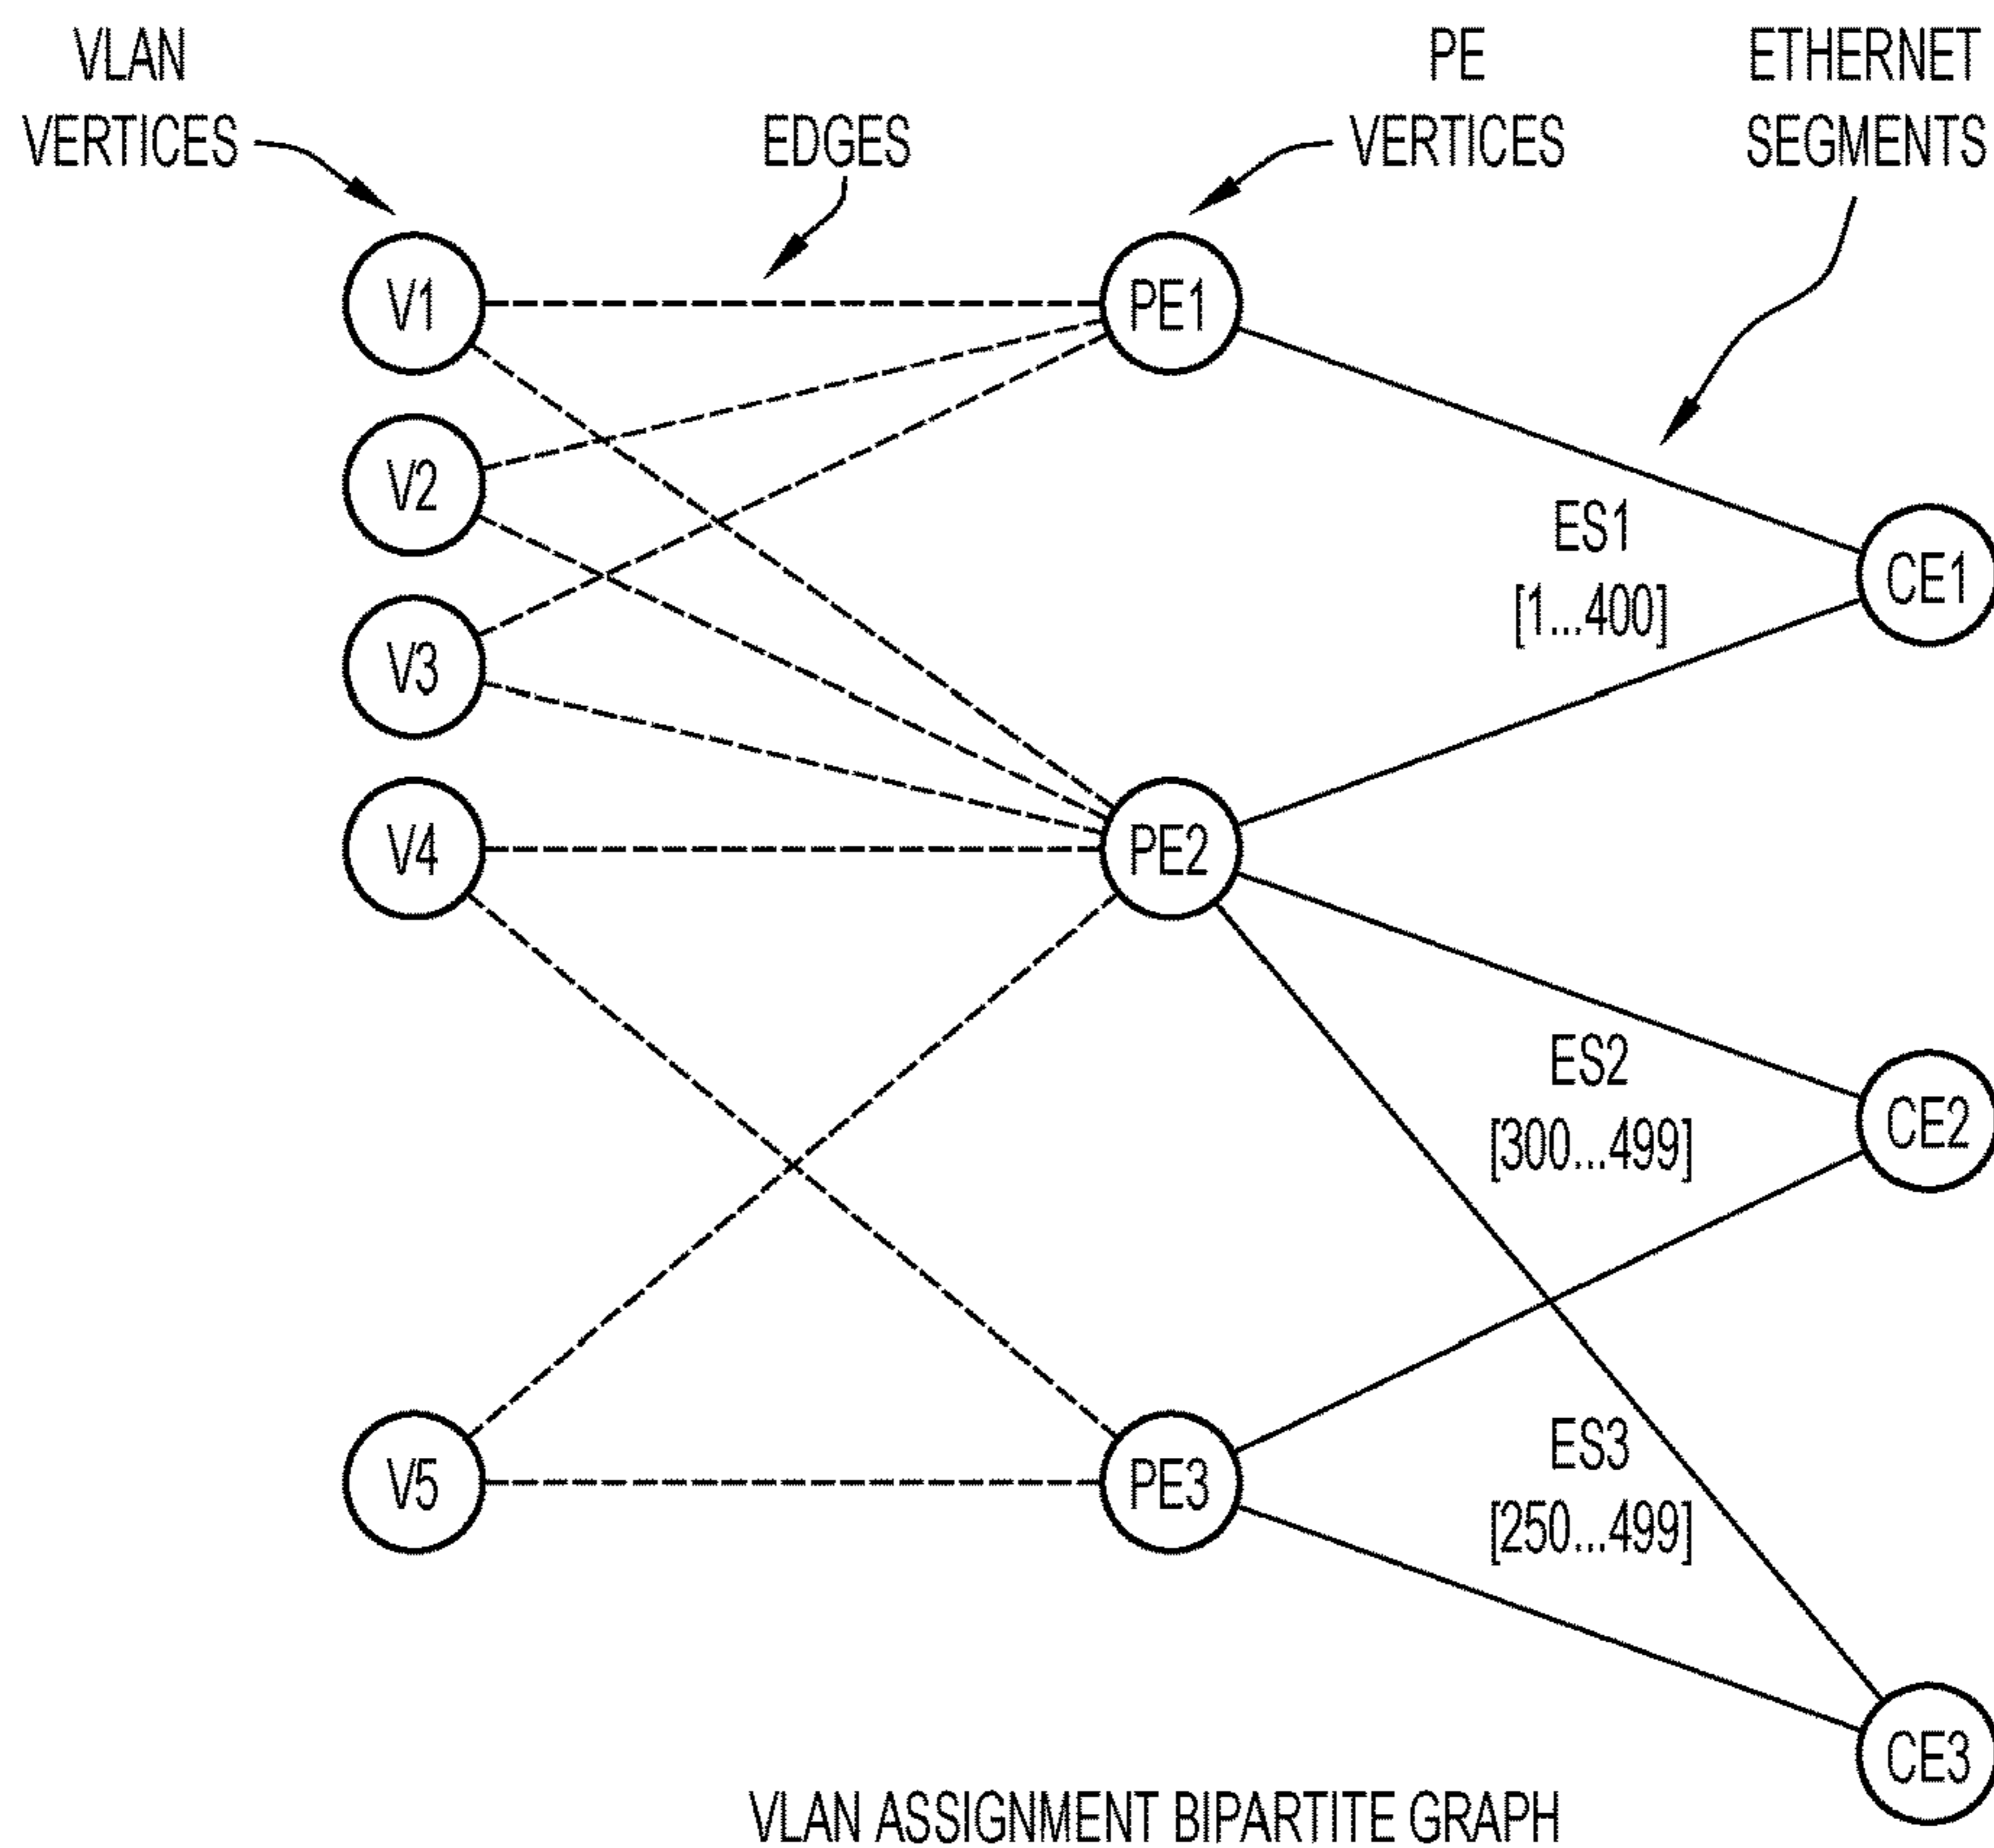 VLAN
VERTICES
EDGES
PE
VERTICES
ETHERNET
SEGMENTS
V1
PE1
V2
ES1
[1...400]
CE1
V3
V4
PE2
ES2
[300...499]
CE2
V5
PE3
ES3
[250...499]
CE3
VLAN ASSIGNMENT BIPARTITE GRAPH